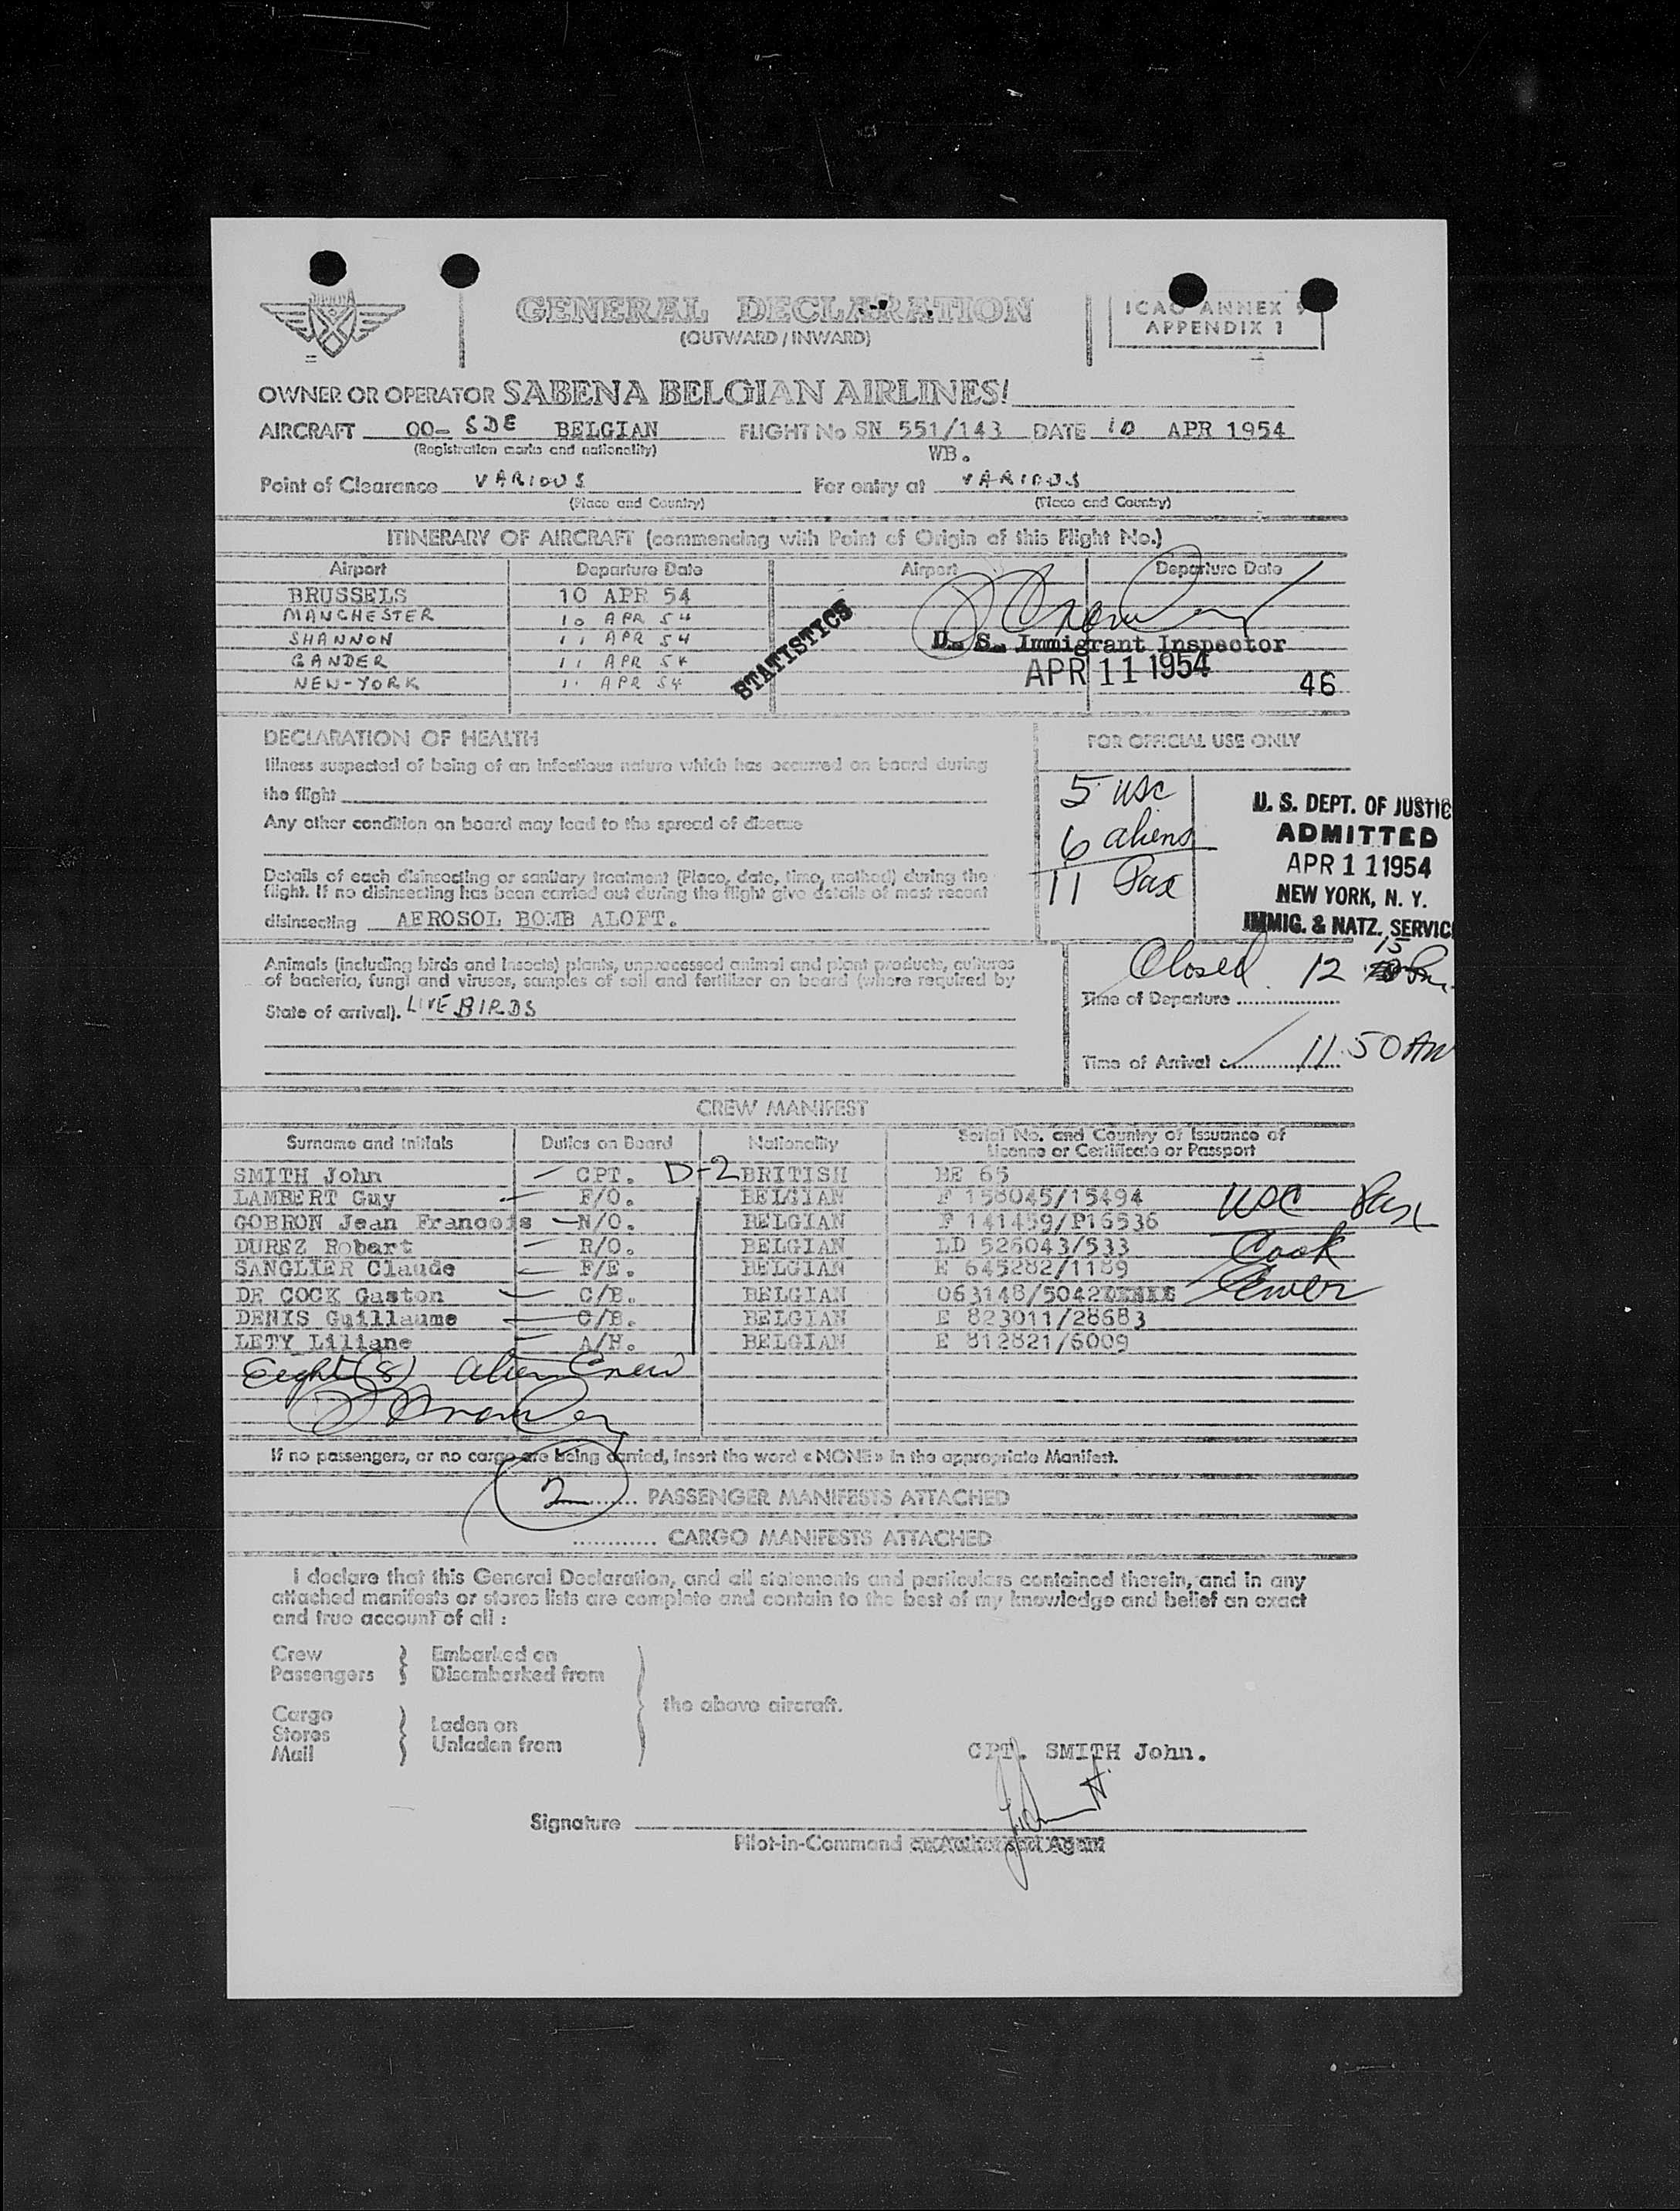 SABENA
GENERAL DECLARATION
(OUTWARD / INWARD)
ICAO ANNEX 9
APPENDIX 1
OWNER OR OPERATOR SABENA BELGIAN AIRLINES!
AIRCRAFT OO- SDE BELGIAN FLIGHT No SN 551/143 DATE 10 APR 1954
(Registration marks and nationality) WB.
Point of Clearance VARIOUS For entry at VARIOUS
(Place and Country) (Place and Country)
ITINERARY OF AIRCRAFT (commencing with Point of Origin of this Flight No.)
Airport Departure Date Airport Departure Date
BRUSSELS 10 APR 54
MANCHESTER 10 APR 54
SHANNON 11 APR 54
GANDER 11 APR 54
NEW-YORK 11 APR 54
STATISTICS
U. S. Immigrant Inspector
APR 11 1954
46
DECLARATION OF HEALTH
Illness suspected of being of an infectious nature which has occurred on board during
the flight
Any other condition on board may lead to the spread of disease
Details of each disinsecting or sanitary treatment (Place, date, time, method) during the
flight. If no disinsecting has been carried out during the flight give details of most recent
disinsecting AEROSOL BOMB ALOFT.
FOR OFFICIAL USE ONLY
5 USC
6 aliens
11 Pax
U. S. DEPT. OF JUSTIC
ADMITTED
APR 1 1 1954
NEW YORK, N. Y.
IMMIG. & NATZ. SERVIC
Animals (including birds and insects) plants, unprocessed animal and plant products, cultures
of bacteria, fungi and viruses, samples of soil and fertilizer on board (where required by
State of arrival). LIVE BIRDS
Closed 12 15 Pm.
Time of Departure
Time of Arrival 11.50 AM
CREW MANIFEST
Surname and initials Duties on Board Nationality Serial No. and Country of Issuance of
Licence or Certificate or Passport
SMITH John — CPT. D-2 BRITISH BE 65
LAMBERT Guy — F/O. BELGIAN F 158045/15494
GOBRON Jean Francois — N/O. BELGIAN F 141459/P16536
DUREZ Robert — R/O. BELGIAN LD 526043/533
SANGLIER Claude — F/E. BELGIAN E 645282/1189
DE COCK Gaston — C/B. BELGIAN 063148/5042
DENIS Guillaume — C/B. BELGIAN E 823011/28683
LETY Liliane — A/H. BELGIAN E 812821/6009
USC Pax
Cook
Eight (8) alien Crew
If no passengers, or no cargo are being carried, insert the word « NONE » in the appropriate Manifest.
2 PASSENGER MANIFESTS ATTACHED
CARGO MANIFESTS ATTACHED
I declare that this General Declaration, and all statements and particulars contained therein, and in any
attached manifests or stores lists are complete and contain to the best of my knowledge and belief an exact
and true account of all :
Crew
Passengers
Embarked on
Disembarked from
Cargo
Stores
Mail
Laden on
Unladen from
the above aircraft.
CPT. SMITH John.
Signature
Pilot-in-Command or Authorised Agent